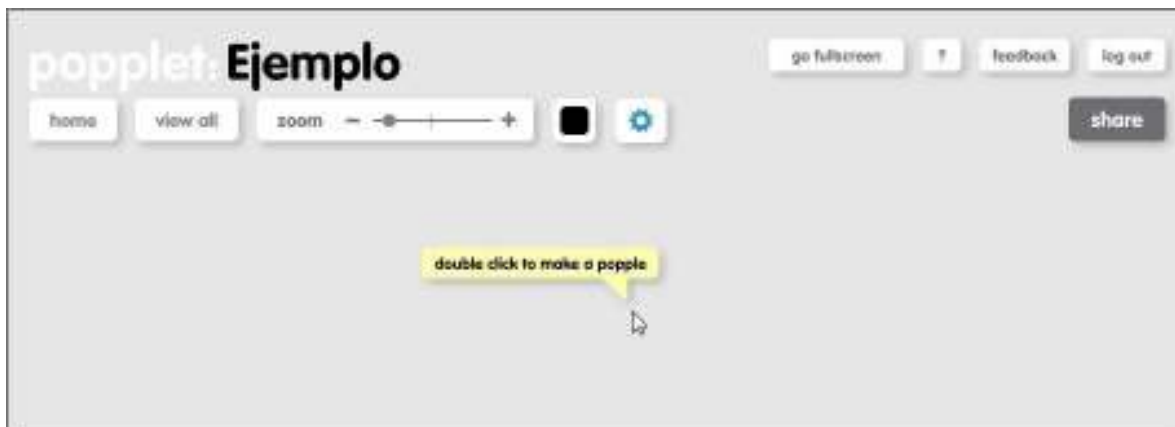 popplet: Ejemplo
go fullscreen ? feedback log out
home view all zoom − + share
double click to make a popple